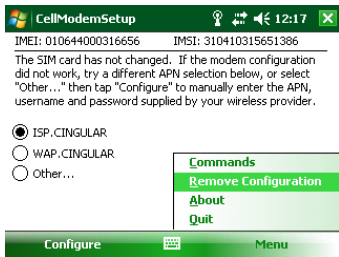 CellModemSetup 12:17
IMEI: 010644000316656 IMSI: 310410315651386
The SIM card has not changed. If the modem configuration
did not work, try a different APN selection below, or select
"Other..." then tap "Configure" to manually enter the APN,
username and password supplied by your wireless provider.
ISP.CINGULAR
WAP.CINGULAR
Other...
Commands
Remove Configuration
About
Quit
Configure Menu